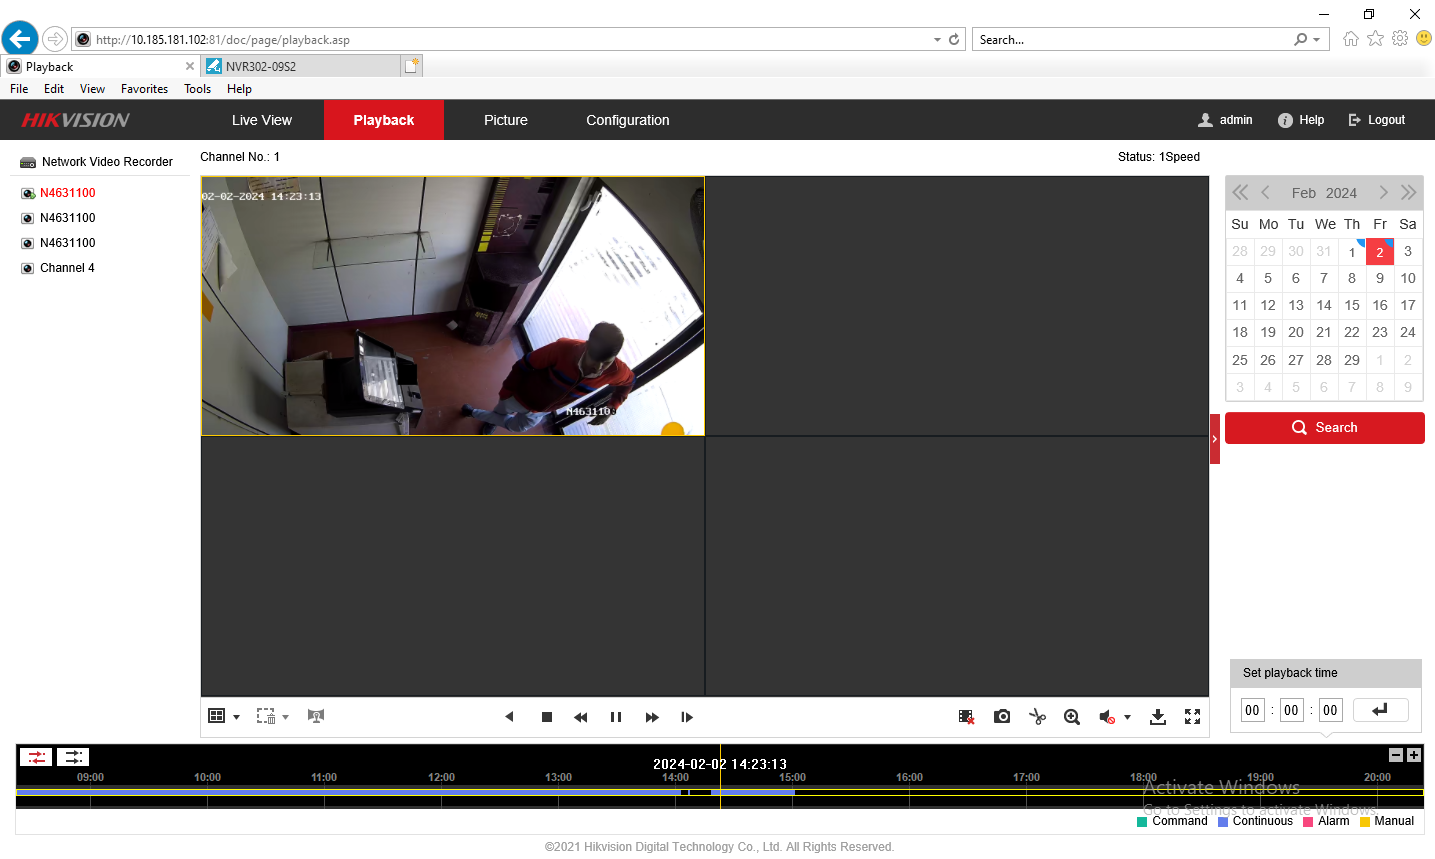 http://10.185.181.102:81/doc/page/playback.asp
Search...
Playback
NVR302-09S2
File Edit View Favorites Tools Help
HIKVISION
Live View Playback Picture Configuration
admin Help Logout
Network Video Recorder
N4631100
N4631100
N4631100
Channel 4
Channel No.: 1
Status: 1Speed
02-02-2024 14:23:13
N463110
Feb 2024
Su Mo Tu We Th Fr Sa
28 29 30 31 1 2 3
4 5 6 7 8 9 10
11 12 13 14 15 16 17
18 19 20 21 22 23 24
25 26 27 28 29 1 2
3 4 5 6 7 8 9
Search
Set playback time
00 : 00 : 00
2024-02-02 14:23:13
09:00 10:00 11:00 12:00 13:00 14:00 15:00 16:00 17:00 18:00 19:00 20:00
Activate Windows
Go to Settings to activate Windows.
Command Continuous Alarm Manual
©2021 Hikvision Digital Technology Co., Ltd. All Rights Reserved.